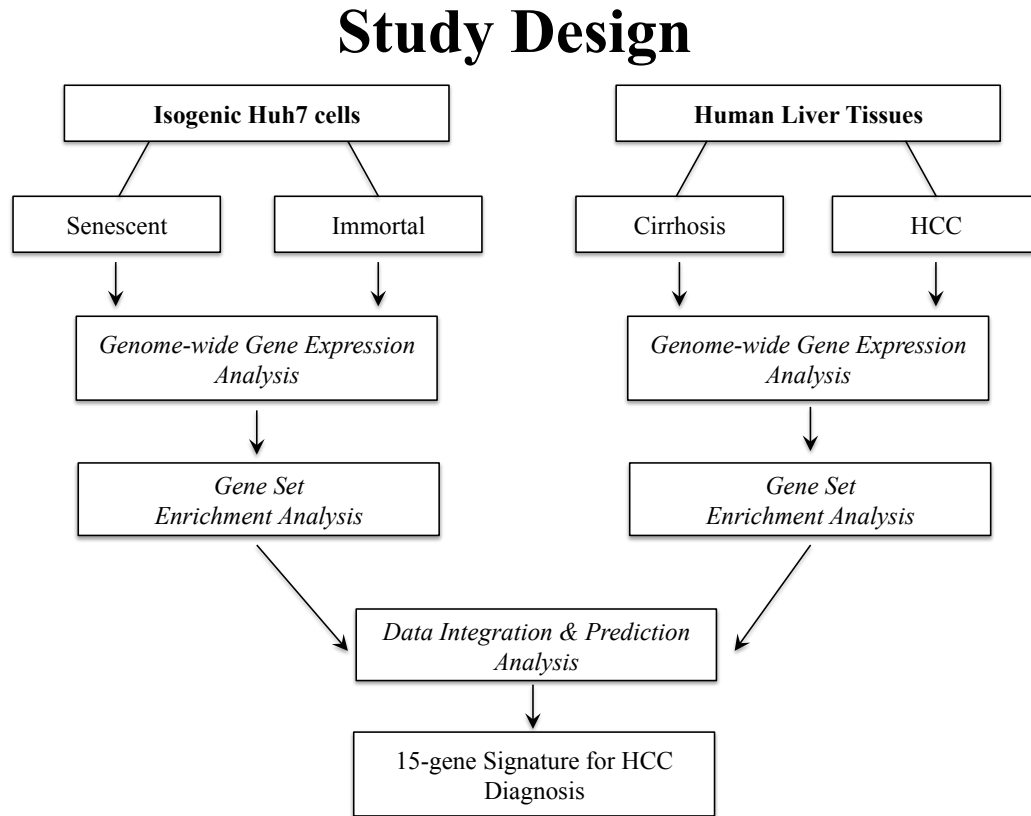 Study Design
Isogenic Huh7 cells
Human Liver Tissues
Senescent
Immortal
Cirrhosis
HCC
Genome-wide Gene Expression
Analysis
Genome-wide Gene Expression
Analysis
Gene Set
Enrichment Analysis
Gene Set
Enrichment Analysis
Data Integration & Prediction
Analysis
15-gene Signature for HCC
Diagnosis